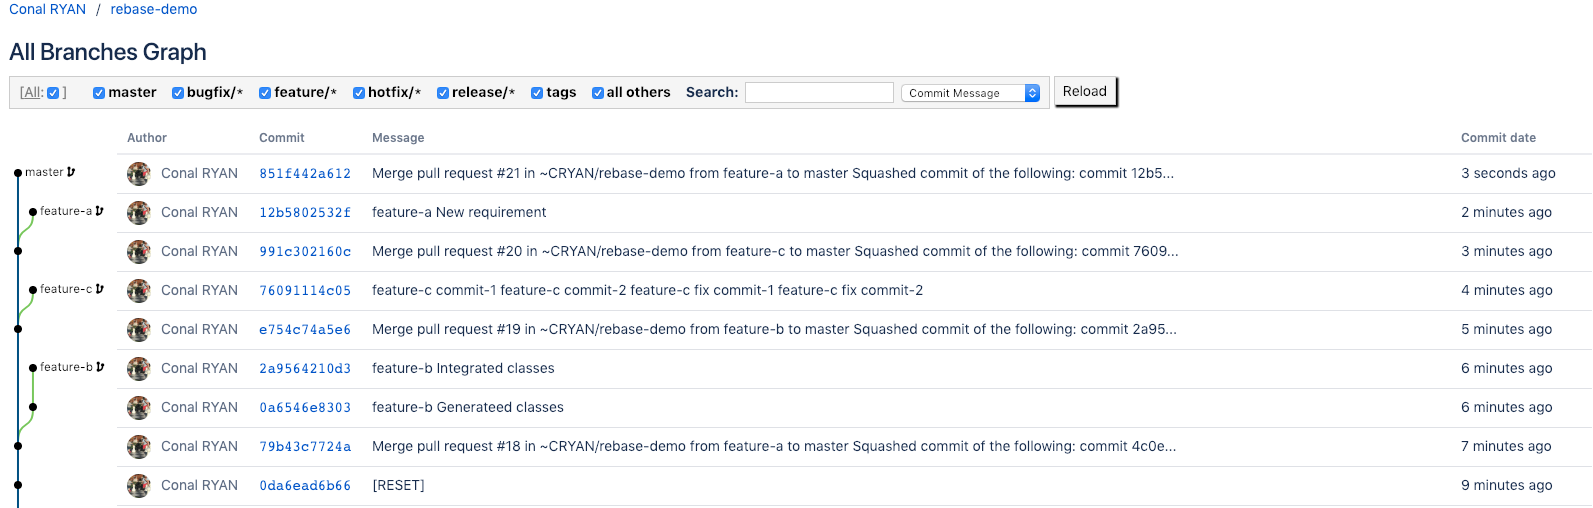 Conal RYAN / rebase-demo
All Branches Graph
[All: ] master bugfix/* feature/* hotfix/* release/* tags all others Search: Commit Message Reload
Author Commit Message Commit date
master Conal RYAN 851f442a612 Merge pull request #21 in ~CRYAN/rebase-demo from feature-a to master Squashed commit of the following: commit 12b5... 3 seconds ago
feature-a Conal RYAN 12b5802532f feature-a New requirement 2 minutes ago
Conal RYAN 991c302160c Merge pull request #20 in ~CRYAN/rebase-demo from feature-c to master Squashed commit of the following: commit 7609... 3 minutes ago
feature-c Conal RYAN 76091114c05 feature-c commit-1 feature-c commit-2 feature-c fix commit-1 feature-c fix commit-2 4 minutes ago
Conal RYAN e754c74a5e6 Merge pull request #19 in ~CRYAN/rebase-demo from feature-b to master Squashed commit of the following: commit 2a95... 5 minutes ago
feature-b Conal RYAN 2a9564210d3 feature-b Integrated classes 6 minutes ago
Conal RYAN 0a6546e8303 feature-b Generateed classes 6 minutes ago
Conal RYAN 79b43c7724a Merge pull request #18 in ~CRYAN/rebase-demo from feature-a to master Squashed commit of the following: commit 4c0e... 7 minutes ago
Conal RYAN 0da6ead6b66 [RESET] 9 minutes ago